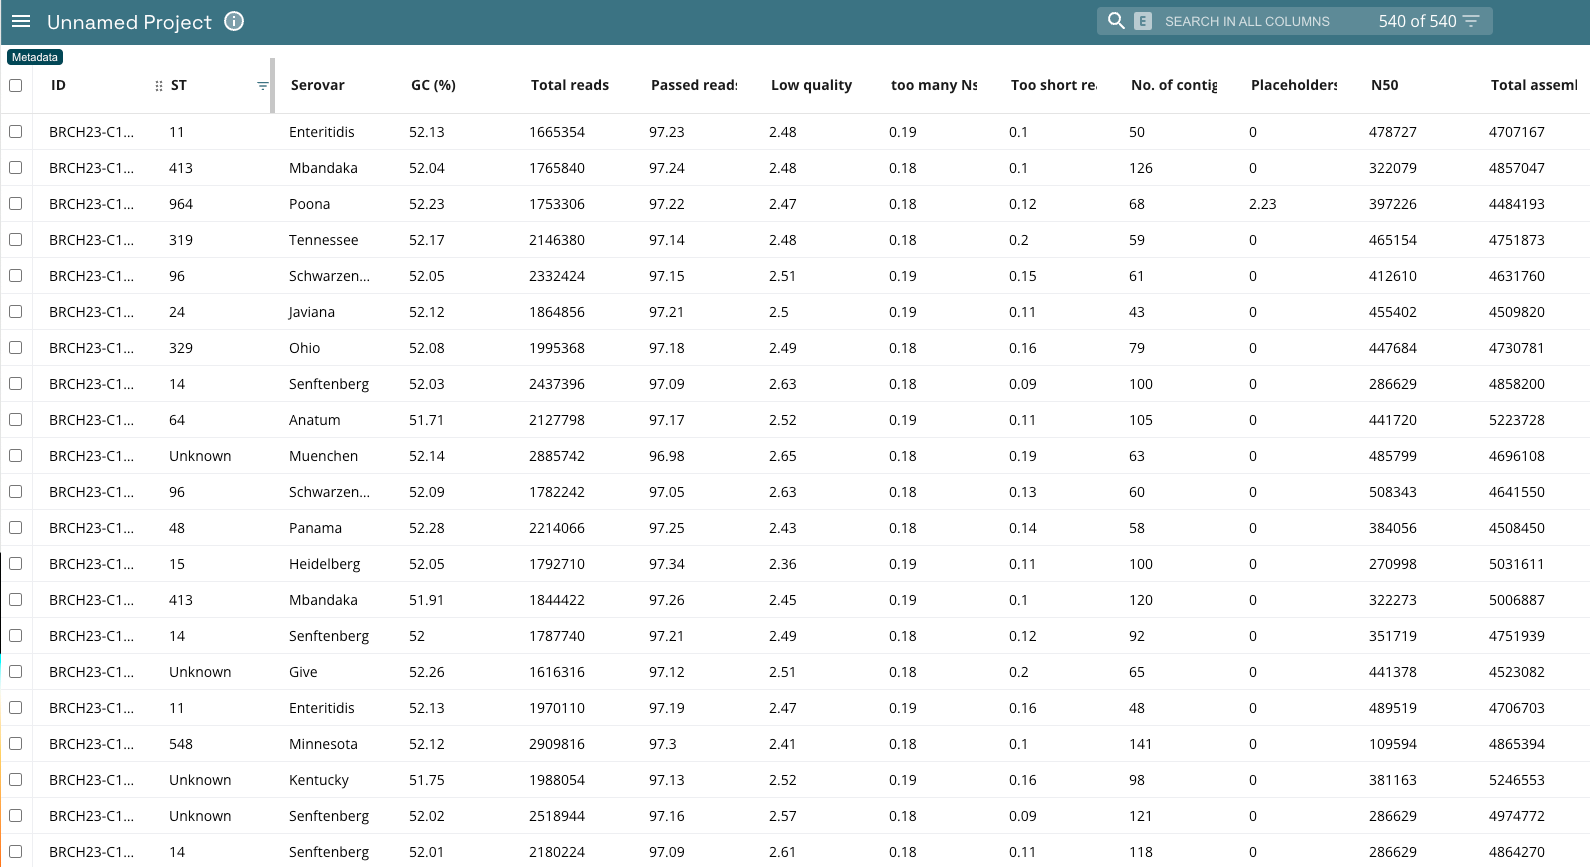 Unnamed Project
E SEARCH IN ALL COLUMNS 540 of 540
Metadata
ID ST Serovar GC (%) Total reads Passed reads Low quality too many Ns Too short re No. of contig Placeholders N50 Total assembl
BRCH23-C1... 11 Enteritidis 52.13 1665354 97.23 2.48 0.19 0.1 50 0 478727 4707167
BRCH23-C1... 413 Mbandaka 52.04 1765840 97.24 2.48 0.18 0.1 126 0 322079 4857047
BRCH23-C1... 964 Poona 52.23 1753306 97.22 2.47 0.18 0.12 68 2.23 397226 4484193
BRCH23-C1... 319 Tennessee 52.17 2146380 97.14 2.48 0.18 0.2 59 0 465154 4751873
BRCH23-C1... 96 Schwarzen... 52.05 2332424 97.15 2.51 0.19 0.15 61 0 412610 4631760
BRCH23-C1... 24 Javiana 52.12 1864856 97.21 2.5 0.19 0.11 43 0 455402 4509820
BRCH23-C1... 329 Ohio 52.08 1995368 97.18 2.49 0.18 0.16 79 0 447684 4730781
BRCH23-C1... 14 Senftenberg 52.03 2437396 97.09 2.63 0.18 0.09 100 0 286629 4858200
BRCH23-C1... 64 Anatum 51.71 2127798 97.17 2.52 0.19 0.11 105 0 441720 5223728
BRCH23-C1... Unknown Muenchen 52.14 2885742 96.98 2.65 0.18 0.19 63 0 485799 4696108
BRCH23-C1... 96 Schwarzen... 52.09 1782242 97.05 2.63 0.18 0.13 60 0 508343 4641550
BRCH23-C1... 48 Panama 52.28 2214066 97.25 2.43 0.18 0.14 58 0 384056 4508450
BRCH23-C1... 15 Heidelberg 52.05 1792710 97.34 2.36 0.19 0.11 100 0 270998 5031611
BRCH23-C1... 413 Mbandaka 51.91 1844422 97.26 2.45 0.19 0.1 120 0 322273 5006887
BRCH23-C1... 14 Senftenberg 52 1787740 97.21 2.49 0.18 0.12 92 0 351719 4751939
BRCH23-C1... Unknown Give 52.26 1616316 97.12 2.51 0.18 0.2 65 0 441378 4523082
BRCH23-C1... 11 Enteritidis 52.13 1970110 97.19 2.47 0.19 0.16 48 0 489519 4706703
BRCH23-C1... 548 Minnesota 52.12 2909816 97.3 2.41 0.18 0.1 141 0 109594 4865394
BRCH23-C1... Unknown Kentucky 51.75 1988054 97.13 2.52 0.19 0.16 98 0 381163 5246553
BRCH23-C1... Unknown Senftenberg 52.02 2518944 97.16 2.57 0.18 0.09 121 0 286629 4974772
BRCH23-C1... 14 Senftenberg 52.01 2180224 97.09 2.61 0.18 0.11 118 0 286629 4864270